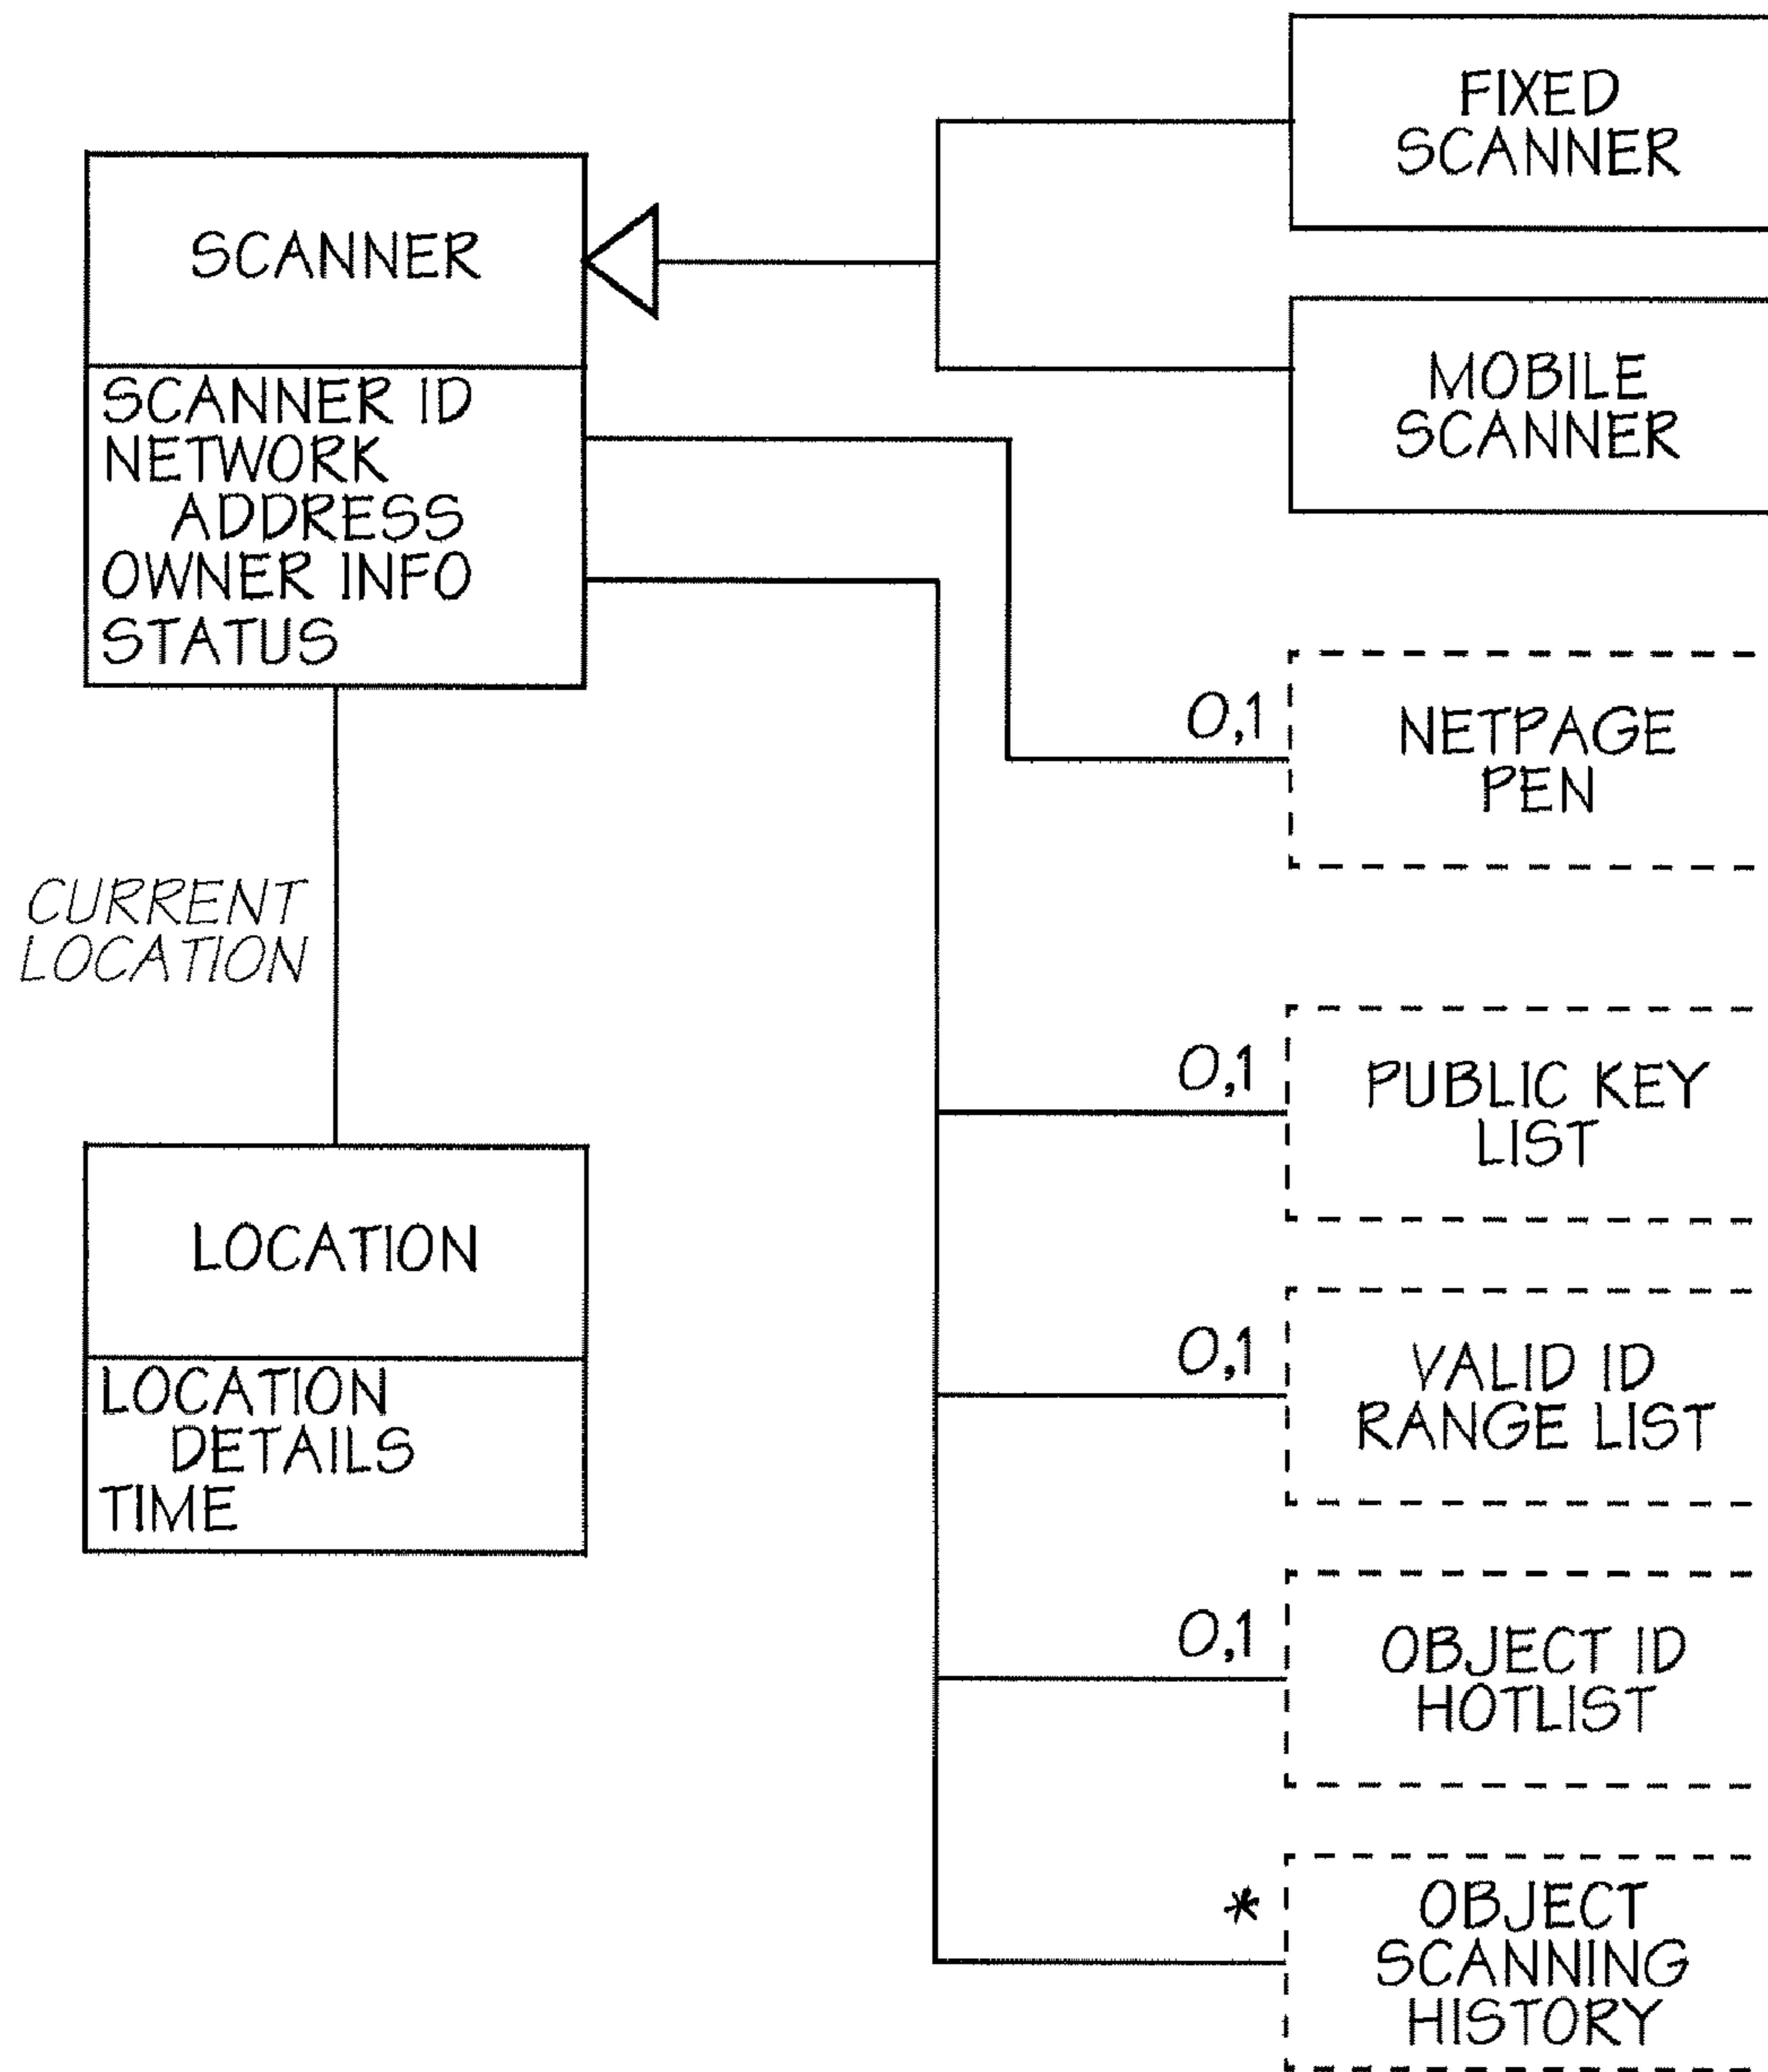 FIXED
SCANNER
SCANNER
MOBILE
SCANNER
SCANNER ID
NETWORK
ADDRESS
OWNER INFO
STATUS
0,1
NETPAGE
PEN
CURRENT
LOCATION
0,1
PUBLIC KEY
LIST
LOCATION
LOCATION
DETAILS
TIME
0,1
VALID ID
RANGE LIST
0,1
OBJECT ID
HOTLIST
*
OBJECT
SCANNING
HISTORY